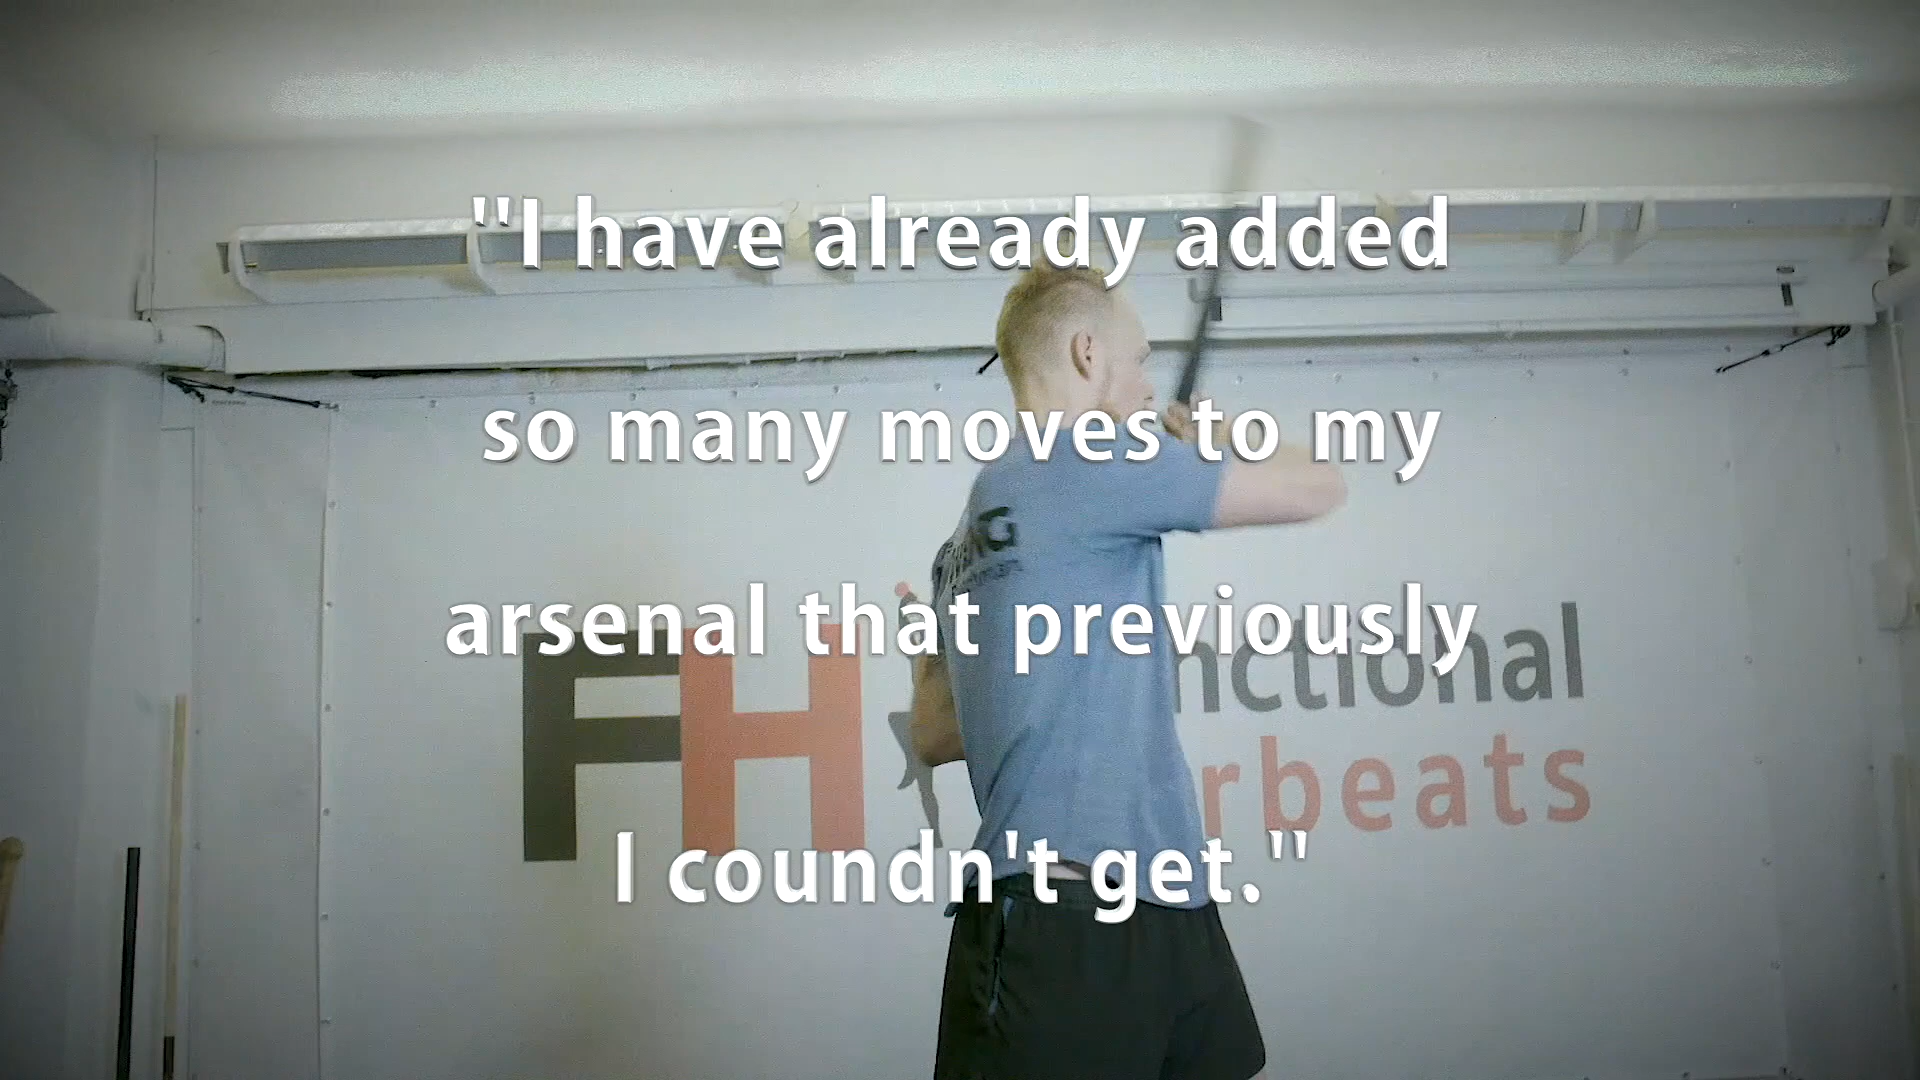 "I have already added
so many moves to my
arsenal that previously
I coundn't get."
FH
nctional
rbeats